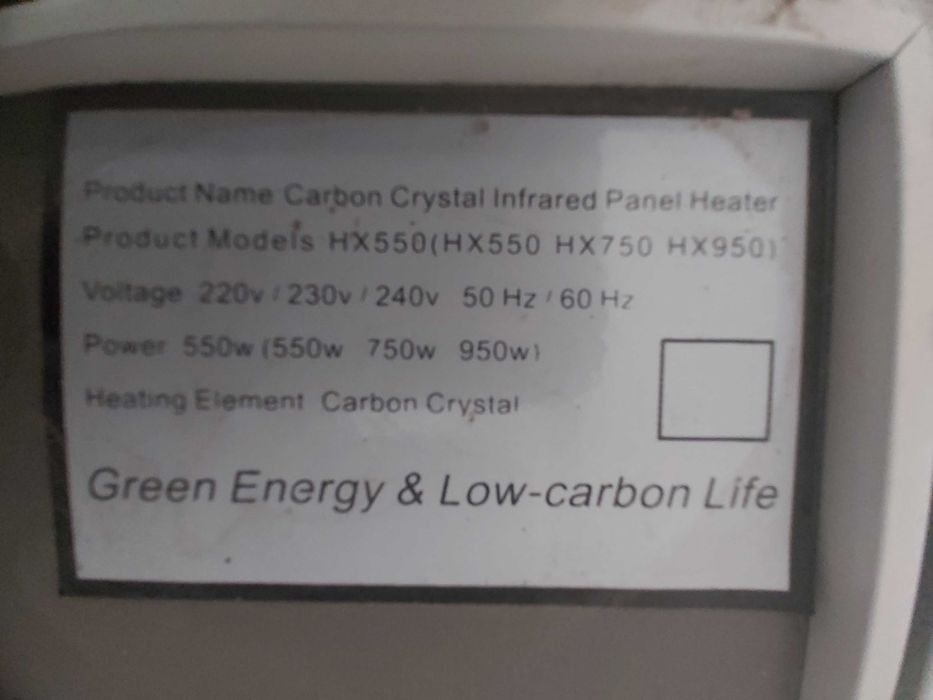 Product Name Carbon Crystal Infrared Panel Heater
Product Models HX550(HX550 HX750 HX950)
Voltage 220v / 230v / 240v 50 Hz / 60 Hz
Power 550w (550w 750w 950w)
Heating Element Carbon Crystal
Green Energy & Low-carbon Life